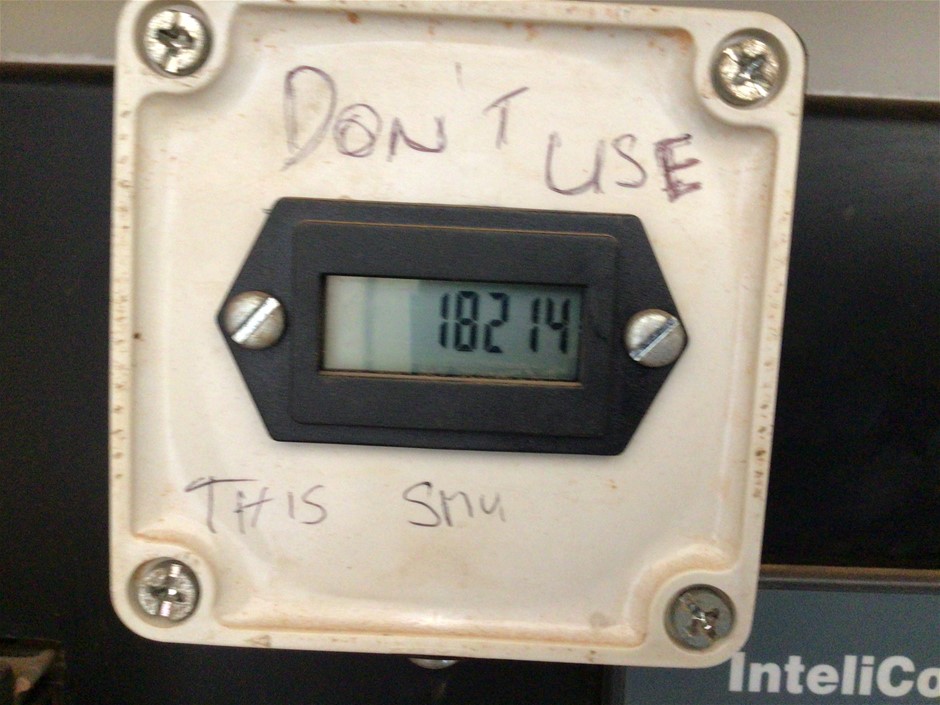 DON'T USE
18214
THIS SMU
InteliCo